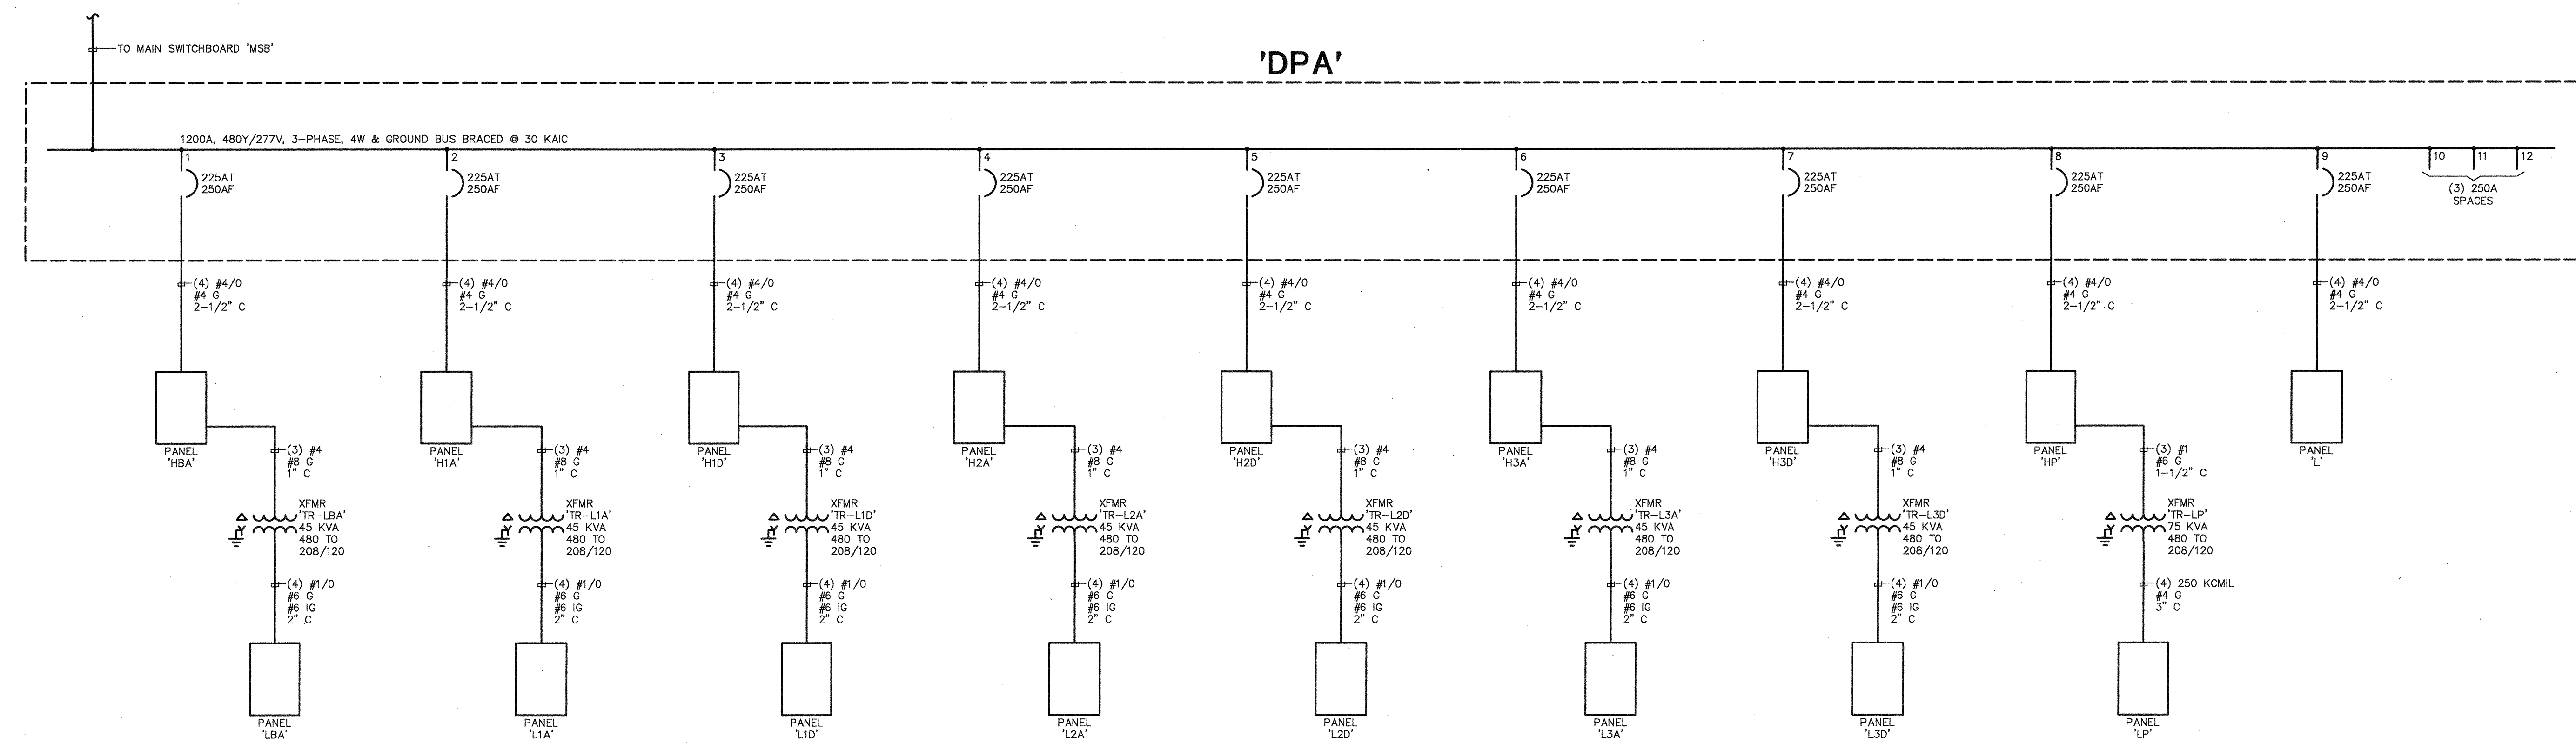 TO MAIN SWITCHBOARD 'MSB'
'DPA'
1200A, 480Y/277V, 3-PHASE, 4W & GROUND BUS BRACED @ 30 KAIC
1
225AT
250AF
2
225AT
250AF
3
225AT
250AF
4
225AT
250AF
5
225AT
250AF
6
225AT
250AF
7
225AT
250AF
8
225AT
250AF
9
225AT
250AF
10
11
12
(3) 250A
SPACES
(4) #4/0
#4 G
2-1/2" C
(4) #4/0
#4 G
2-1/2" C
(4) #4/0
#4 G
2-1/2" C
(4) #4/0
#4 G
2-1/2" C
(4) #4/0
#4 G
2-1/2" C
(4) #4/0
#4 G
2-1/2" C
(4) #4/0
#4 G
2-1/2" C
(4) #4/0
#4 G
2-1/2" C
(4) #4/0
#4 G
2-1/2" C
PANEL
'HBA'
(3) #4
#8 G
1" C
PANEL
'H1A'
(3) #4
#8 G
1" C
PANEL
'H1D'
(3) #4
#8 G
1" C
PANEL
'H2A'
(3) #4
#8 G
1" C
PANEL
'H2D'
(3) #4
#8 G
1" C
PANEL
'H3A'
(3) #4
#8 G
1" C
PANEL
'H3D'
(3) #4
#8 G
1" C
PANEL
'HP'
(3) #1
#6 G
1-1/2" C
PANEL
'L'
XFMR
'TR-LBA'
45 KVA
480 TO
208/120
XFMR
'TR-L1A'
45 KVA
480 TO
208/120
XFMR
'TR-L1D'
45 KVA
480 TO
208/120
XFMR
'TR-L2A'
45 KVA
480 TO
208/120
XFMR
'TR-L2D'
45 KVA
480 TO
208/120
XFMR
'TR-L3A'
45 KVA
480 TO
208/120
XFMR
'TR-L3D'
45 KVA
480 TO
208/120
XFMR
'TR-LP'
75 KVA
480 TO
208/120
(4) #1/0
#6 G
#6 IG
2" C
(4) #1/0
#6 G
#6 IG
2" C
(4) #1/0
#6 G
#6 IG
2" C
(4) #1/0
#6 G
#6 IG
2" C
(4) #1/0
#6 G
#6 IG
2" C
(4) #1/0
#6 G
#6 IG
2" C
(4) #1/0
#6 G
#6 IG
2" C
(4) 250 KCMIL
#4 G
3" C
PANEL
'LBA'
PANEL
'L1A'
PANEL
'L1D'
PANEL
'L2A'
PANEL
'L2D'
PANEL
'L3A'
PANEL
'L3D'
PANEL
'LP'